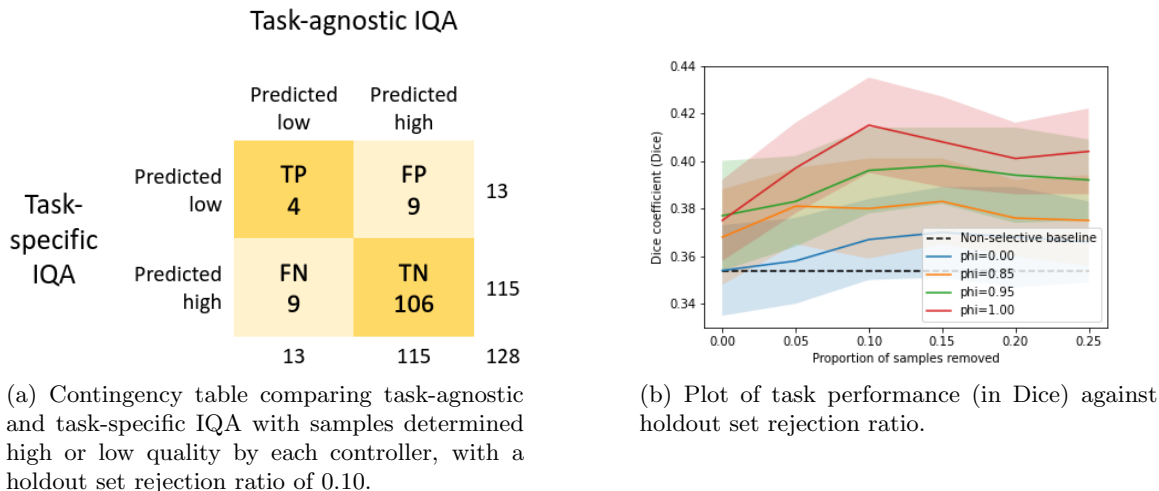 Task-agnostic IQA
Predicted
low
Predicted
high
Task-
specific
IQA
Predicted
low
TP
4
FP
9
13
Predicted
high
FN
9
TN
106
115
13
115
128
(a) Contingency table comparing task-agnostic
and task-specific IQA with samples determined
high or low quality by each controller, with a
holdout set rejection ratio of 0.10.
0.44
0.42
0.40
0.38
0.36
0.34
Dice coefficient (Dice)
Non-selective baseline
phi=0.00
phi=0.85
phi=0.95
phi=1.00
0.00
0.05
0.10
0.15
0.20
0.25
Proportion of samples removed
(b) Plot of task performance (in Dice) against
holdout set rejection ratio.